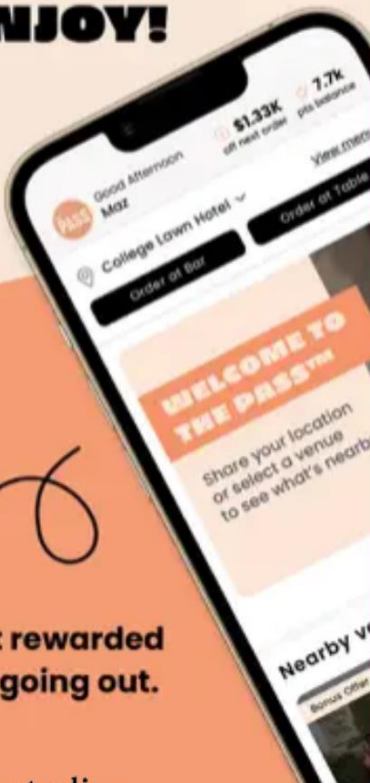 NJOY!
$1.33K
off next order
7.7k
pts balance
Good Afternoon
Maz
PASS
View menu
College Lawn Hotel
Order at Bar
Order at Table
WELCOME TO
THE PASS™
Share your location
or select a venue
to see what's nearb
Nearby ve
Bonus Offer
t rewarded
going out.